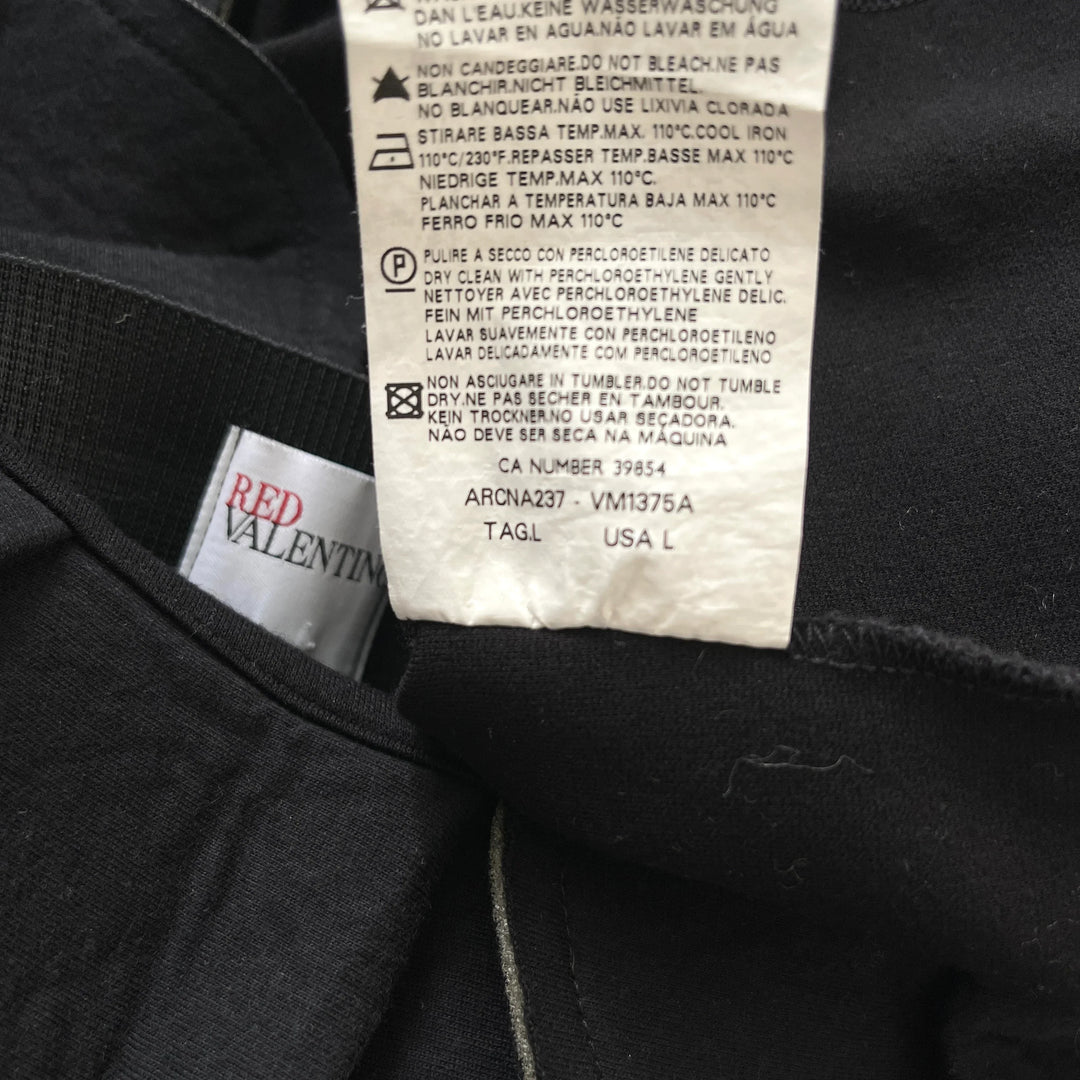 DAN L'EAU.KEINE WASSERWASCHUNG
NO LAVAR EN AGUA.NÃO LAVAR EM ÁGUA
NON CANDEGGIARE.DO NOT BLEACH.NE PAS
BLANCHIR.NICHT BLEICHMITTEL.
NO BLANQUEAR.NÃO USE LIXIVIA CLORADA
STIRARE BASSA TEMP.MAX. 110°C.COOL IRON
110°C/230°F.REPASSER TEMP.BASSE MAX 110°C
NIEDRIGE TEMP.MAX 110°C.
PLANCHAR A TEMPERATURA BAJA MAX 110°C
FERRO FRIO MAX 110°C
P
PULIRE A SECCO CON PERCLOROETILENE DELICATO
DRY CLEAN WITH PERCHLOROETHYLENE GENTLY
NETTOYER AVEC PERCHLOROETHYLENE DELIC.
FEIN MIT PERCHLOROETHYLENE
LAVAR SUAVEMENTE CON PERCHLOROETILENO
LAVAR DELICADAMENTE COM PERCLOROETILENO
NON ASCIUGARE IN TUMBLER.DO NOT TUMBLE
DRY.NE PAS SECHER EN TAMBOUR.
KEIN TROCKNER.NO USAR SEÇADORA.
NÃO DEVE SER SECA NA MÁQUINA
CA NUMBER 39854
ARCNA237 - VM1375A
TAG.L USA L
RED
VALENTINO